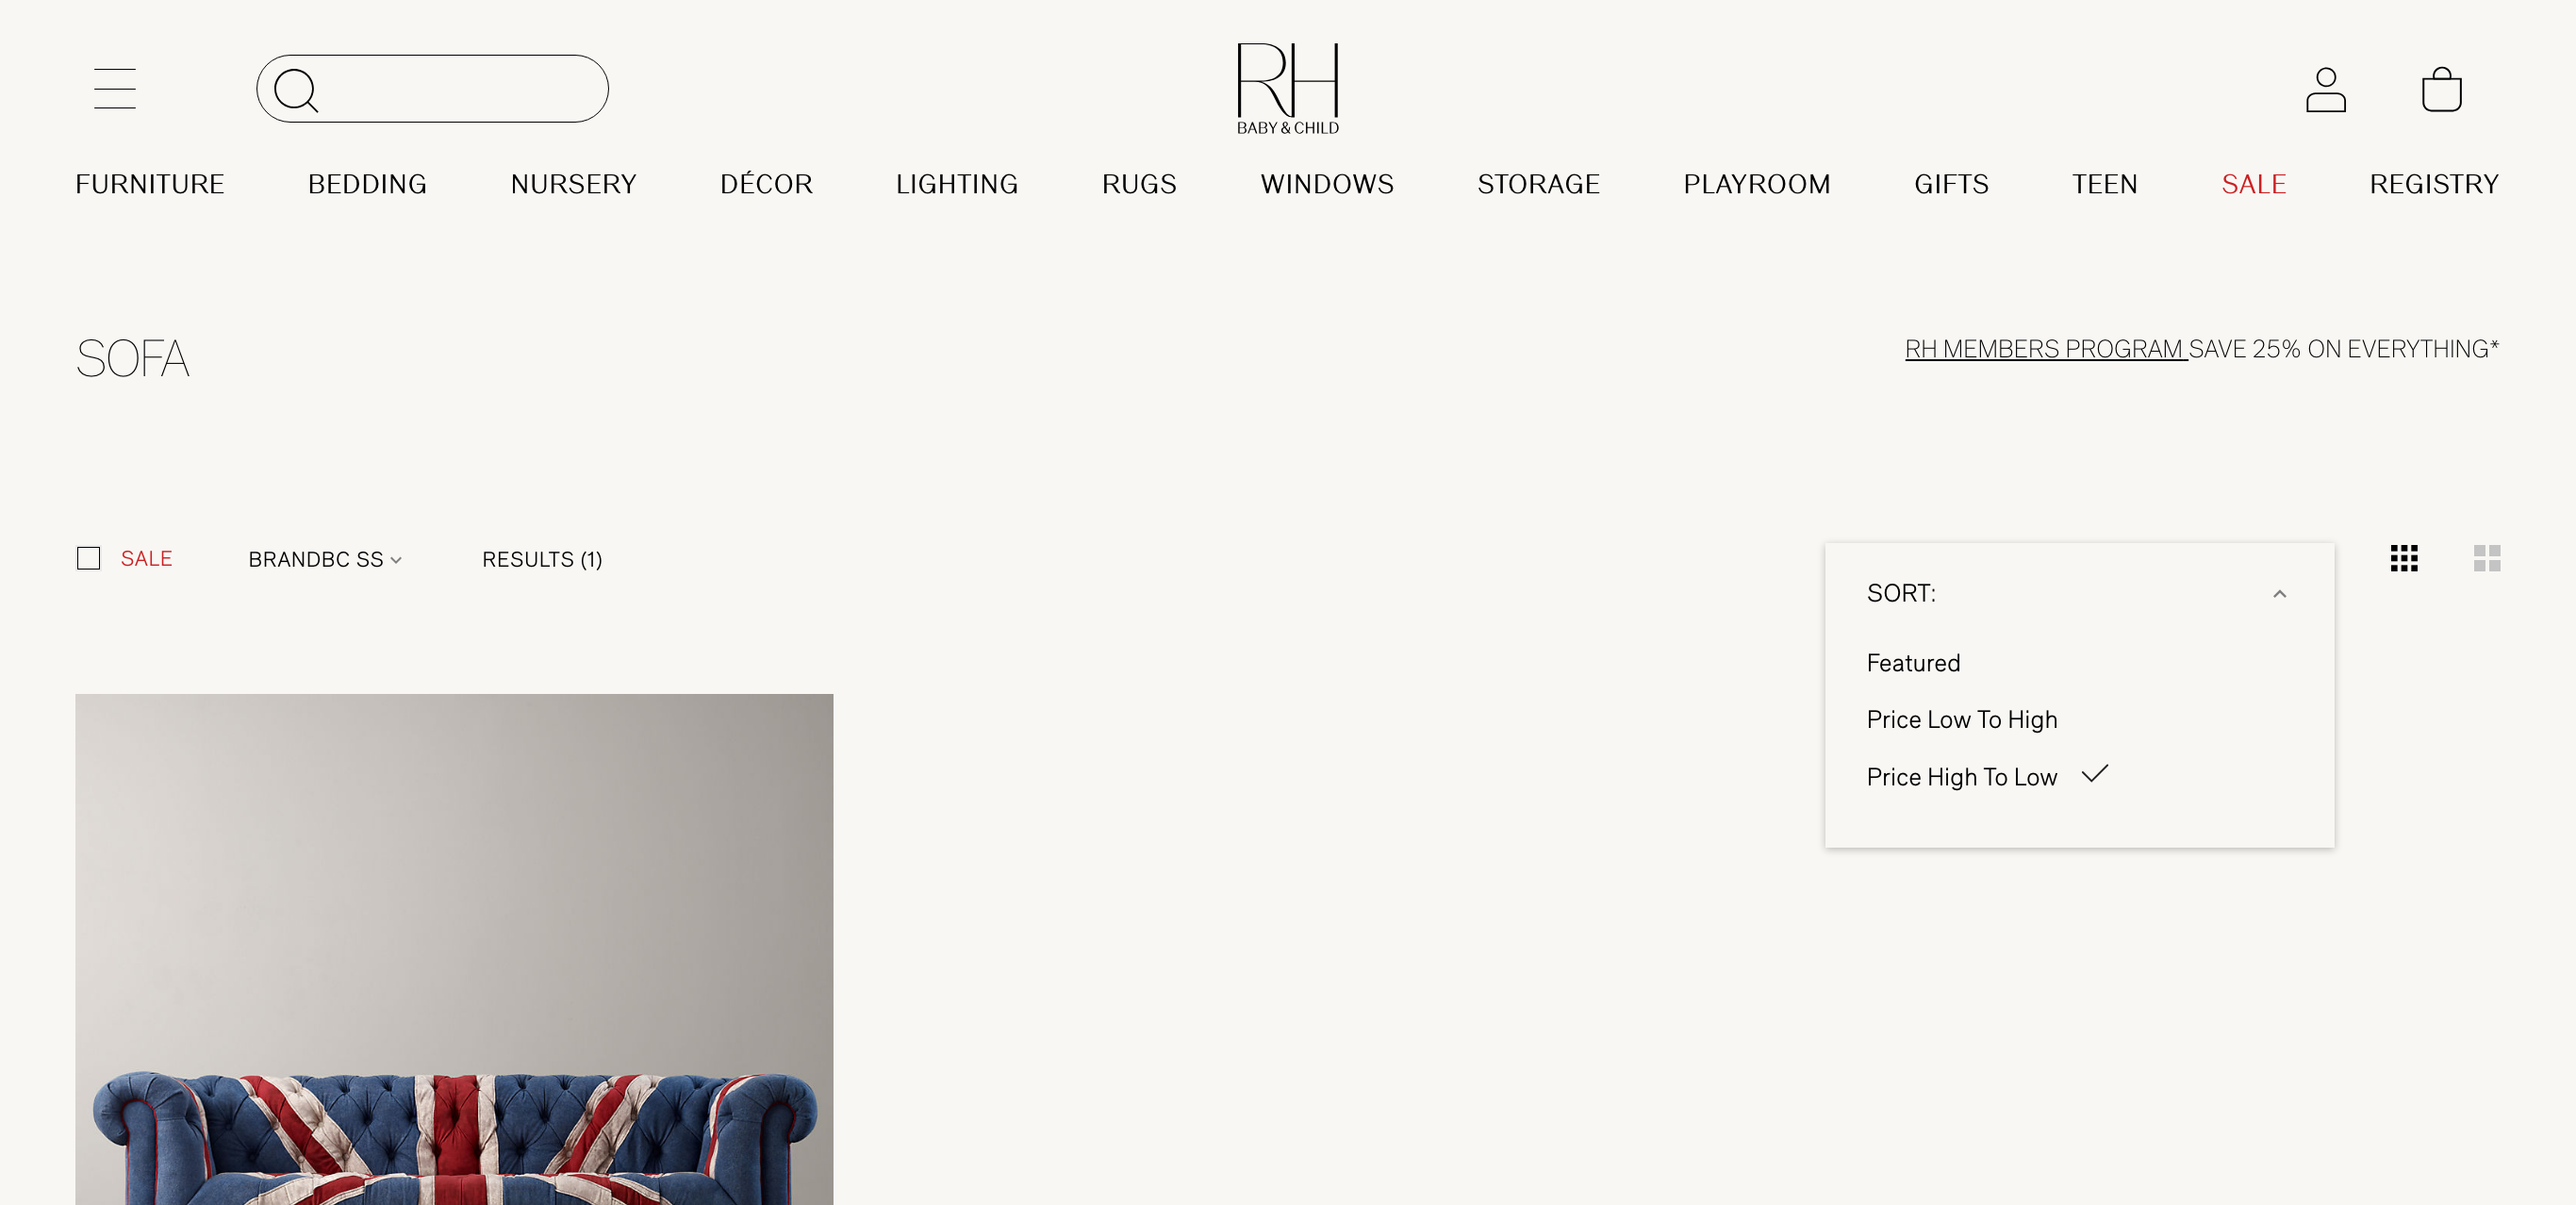 RH
BABY & CHILD
FURNITURE BEDDING NURSERY DÉCOR LIGHTING RUGS WINDOWS STORAGE PLAYROOM GIFTS TEEN SALE REGISTRY
SOFA
RH MEMBERS PROGRAM SAVE 25% ON EVERYTHING*
SALE BRANDBC SS RESULTS (1)
SORT:
Featured
Price Low To High
Price High To Low